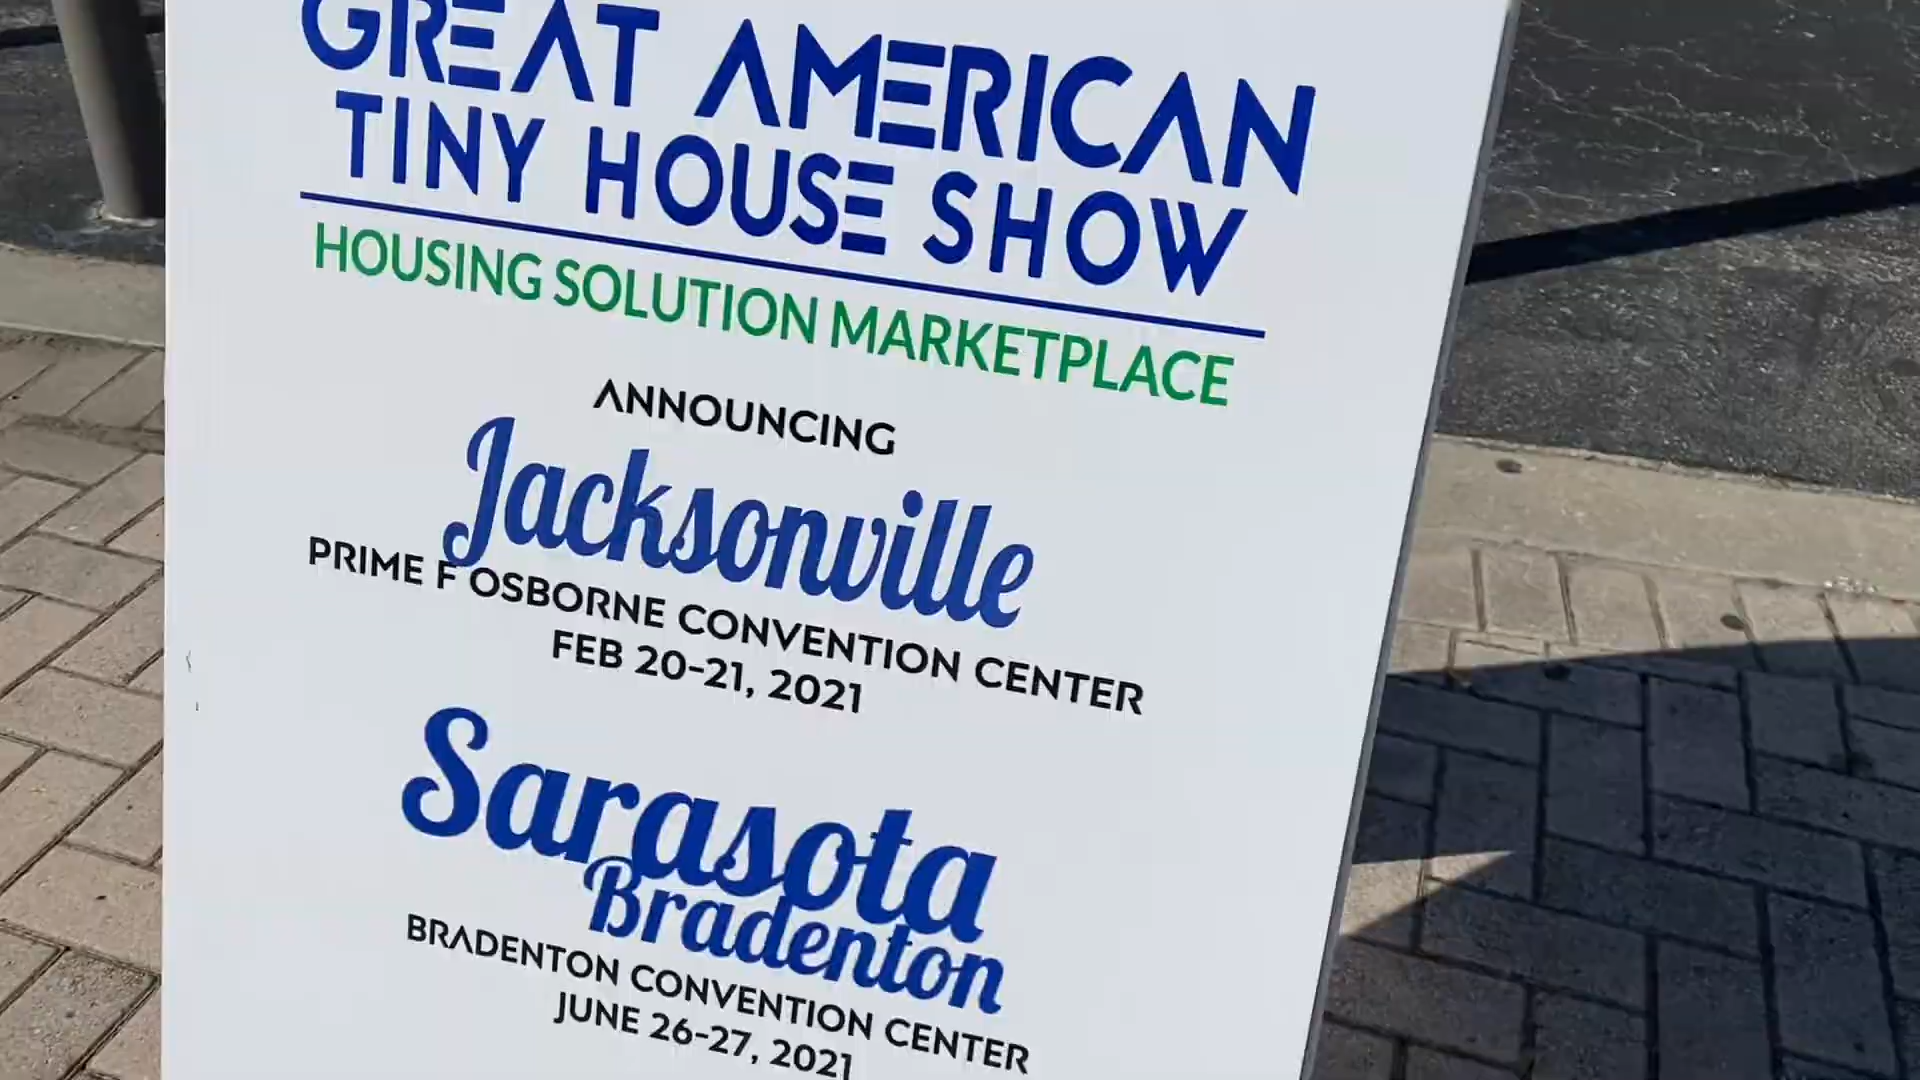 GREAT AMERICAN
TINY HOUSE SHOW
HOUSING SOLUTION MARKETPLACE
ANNOUNCING
Jacksonville
PRIME F OSBORNE CONVENTION CENTER
FEB 20-21, 2021
Sarasota
Bradenton
BRADENTON CONVENTION CENTER
JUNE 26-27, 2021